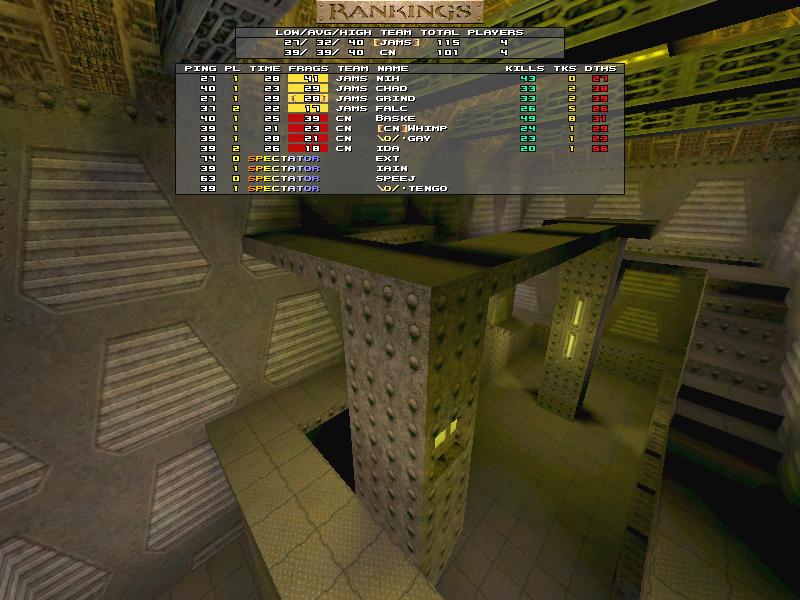 RANKINGS
LOW/AVG/HIGH TEAM TOTAL PLAYERS
27/ 32/ 40 [JAMS] 115 4
39/ 39/ 40 CN 101 4
PING PL TIME FRAGS TEAM NAME KILLS TKS DTHS
27 1 28 41 JAMS NIH 43 0 27
40 1 23 29 JAMS CHAD 33 2 38
27 1 29 [28] JAMS GRIND 33 2 39
31 2 22 17 JAMS FALC 26 5 26
40 1 25 39 CN BASKE 49 8 31
39 1 21 23 CN [CN]WHIMP 24 1 29
39 1 28 21 CN \O/·GAY 23 1 23
39 2 26 18 CN IDA 20 1 56
74 0 SPECTATOR EXT
39 1 SPECTATOR IAIN
63 0 SPECTATOR SPEEJ
39 1 SPECTATOR \O/·TENGO